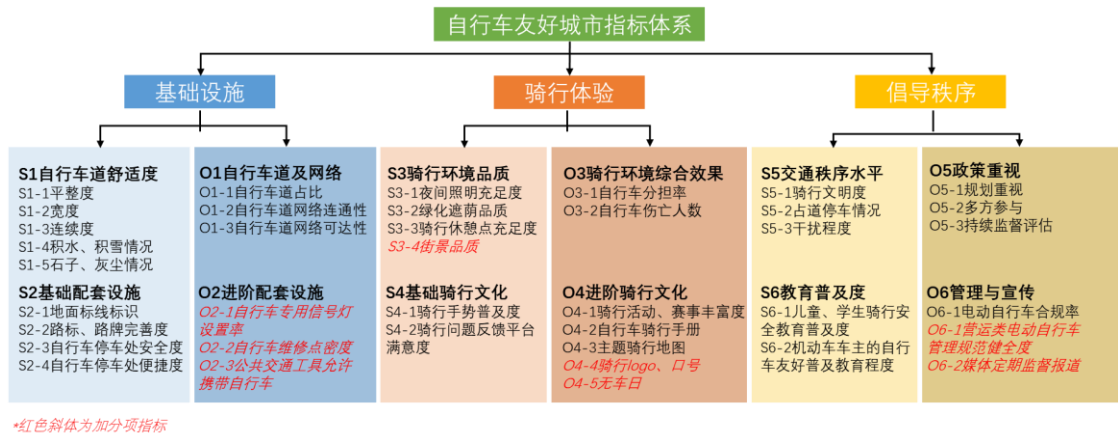 自行车友好城市指标体系
基础设施
骑行体验
倡导秩序
S1自行车道舒适度
S1-1平整度
S1-2宽度
S1-3连续度
S1-4积水、积雪情况
S1-5石子、灰尘情况
S2基础配套设施
S2-1地面标线标识
S2-2路标、路牌完善度
S2-3自行车停车处安全度
S2-4自行车停车处便捷度
O1自行车道及网络
O1-1自行车道占比
O1-2自行车道网络连通性
O1-3自行车道网络可达性
O2进阶配套设施
O2-1自行车专用信号灯
设置率
O2-2自行车维修点密度
O2-3公共交通工具允许
携带自行车
S3骑行环境品质
S3-1夜间照明充足度
S3-2绿化遮荫品质
S3-3骑行休憩点充足度
S3-4街景品质
S4基础骑行文化
S4-1骑行手势普及度
S4-2骑行问题反馈平台
满意度
O3骑行环境综合效果
O3-1自行车分担率
O3-2自行车伤亡人数
O4进阶骑行文化
O4-1骑行活动、赛事丰富度
O4-2自行车骑行手册
O4-3主题骑行地图
O4-4骑行logo、口号
O4-5无车日
S5交通秩序水平
S5-1骑行文明度
S5-2占道停车情况
S5-3干扰程度
S6教育普及度
S6-1儿童、学生骑行安
全教育普及度
S6-2机动车车主的自行
车友好普及教育程度
O5政策重视
O5-1规划重视
O5-2多方参与
O5-3持续监督评估
O6管理与宣传
O6-1电动自行车合规率
O6-1营运类电动自行车
管理规范健全度
O6-2媒体定期监督报道
*红色斜体为加分项指标